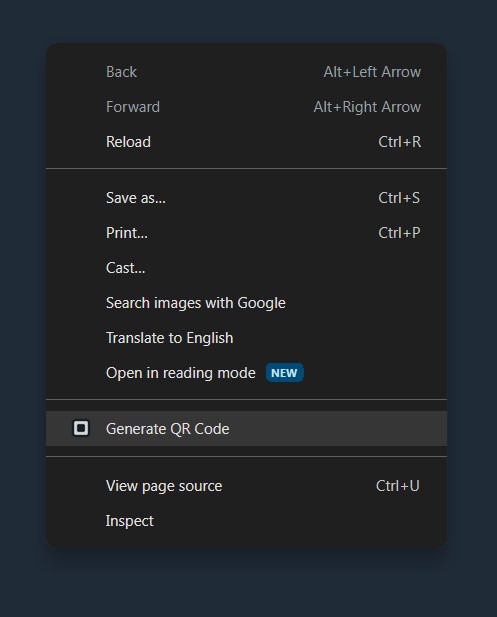 Back Alt+Left Arrow
Forward Alt+Right Arrow
Reload Ctrl+R
Save as... Ctrl+S
Print... Ctrl+P
Cast...
Search images with Google
Translate to English
Open in reading mode NEW
Generate QR Code
View page source Ctrl+U
Inspect